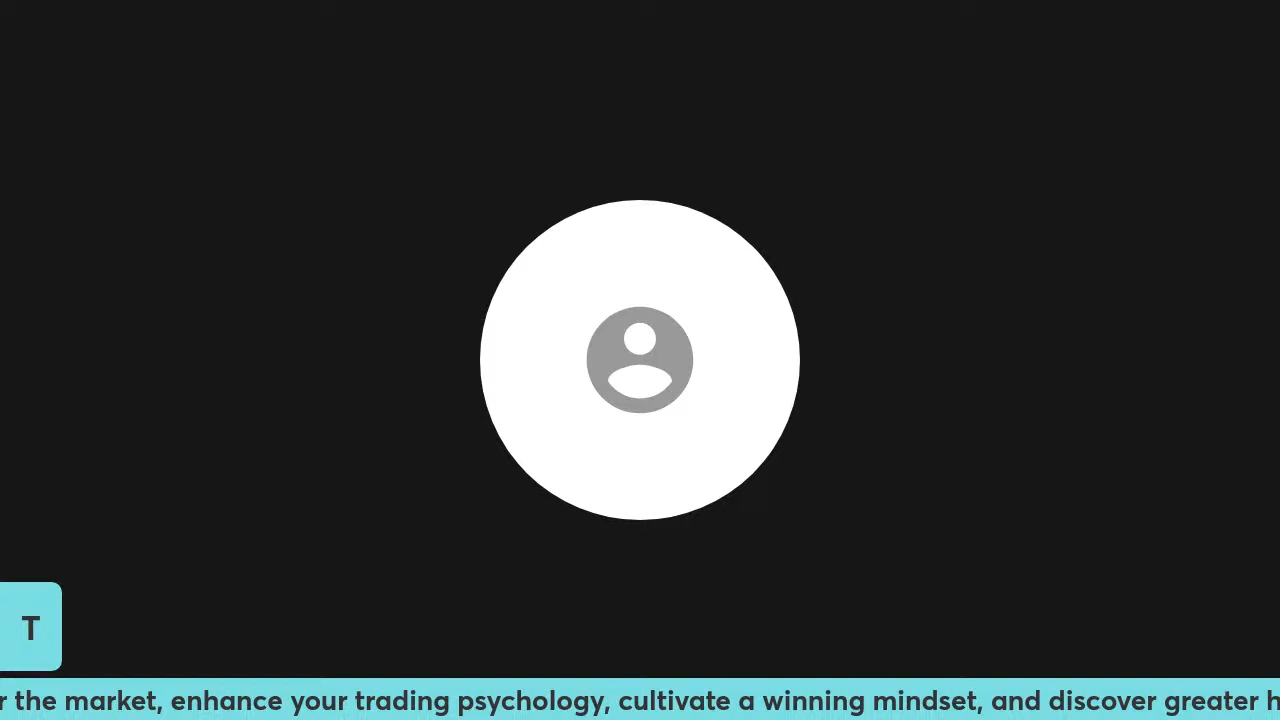 T
the market, enhance your trading psychology, cultivate a winning mindset, and discover greater